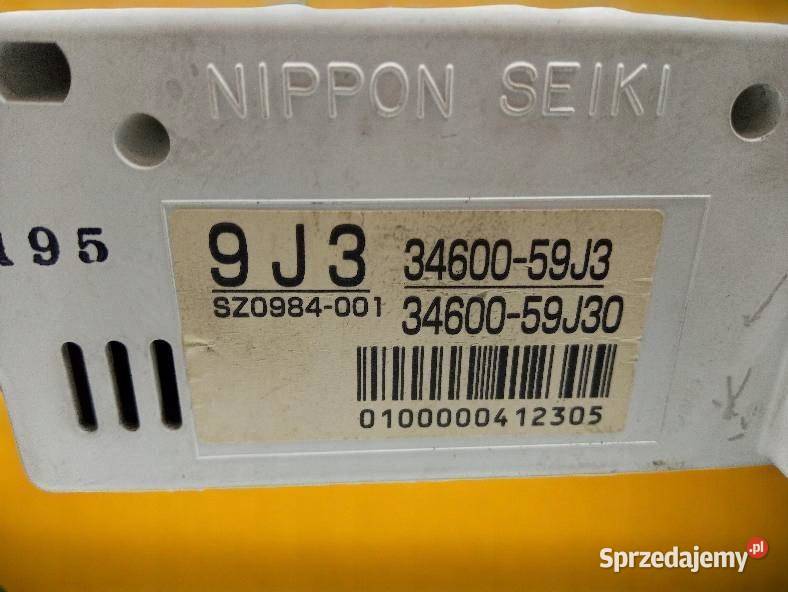 NIPPON SEIKI
195
9J3
SZ0984-001
34600-59J3
34600-59J30
0100000412305
Sprzedajemy.pl